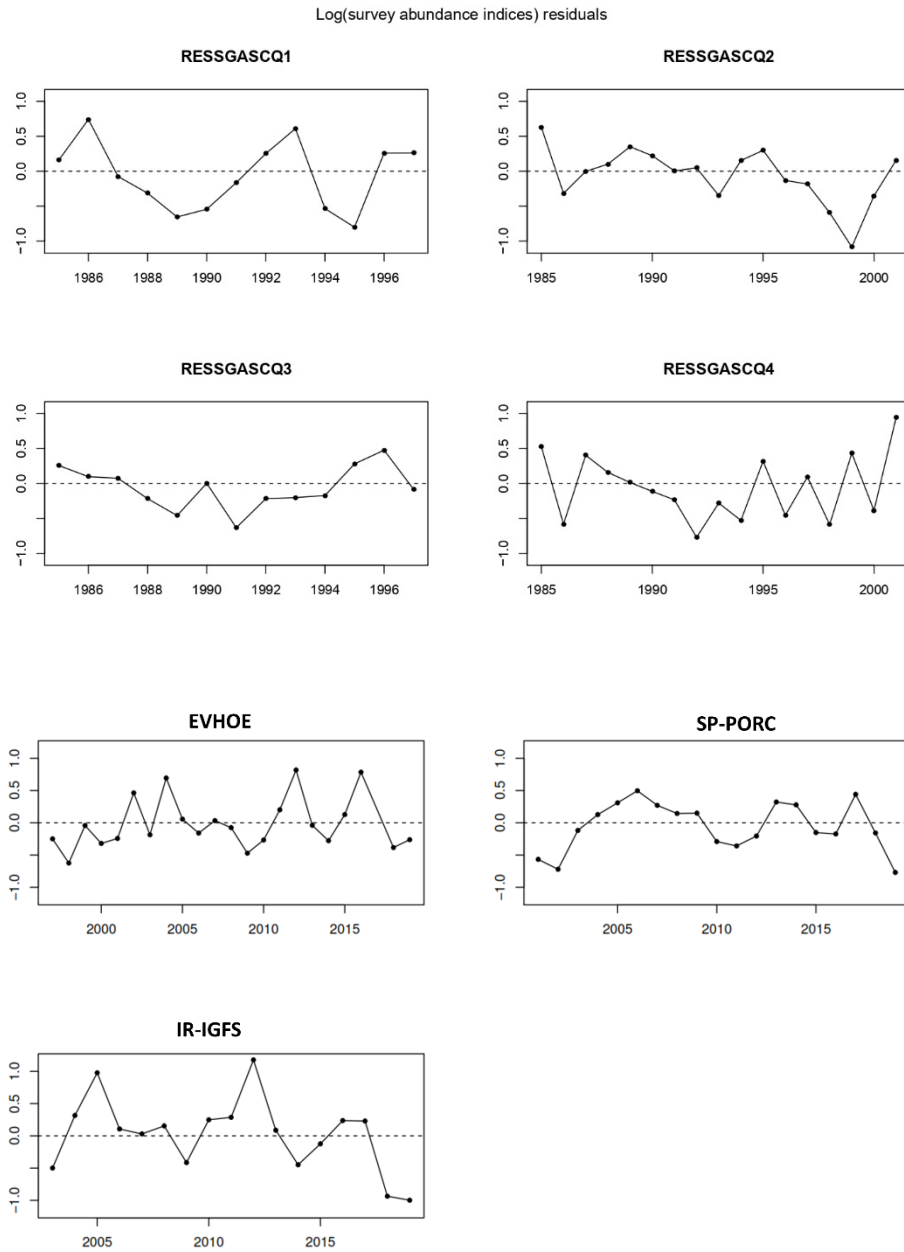 Log(survey abundance indices) residuals
RESSGASCQ1
RESSGASCQ2
1.0
0.5
0.0
-1.0
1986 1988 1990 1992 1994 1996
1.0
0.5
0.0
-1.0
1985 1990 1995 2000
RESSGASCQ3
RESSGASCQ4
1.0
0.5
0.0
-1.0
1986 1988 1990 1992 1994 1996
1.0
0.5
0.0
-1.0
1985 1990 1995 2000
EVHOE
SP-PORC
1.0
0.5
0.0
-1.0
2000 2005 2010 2015
1.0
0.5
0.0
-1.0
2005 2010 2015
IR-IGFS
1.0
0.5
0.0
-1.0
2005 2010 2015